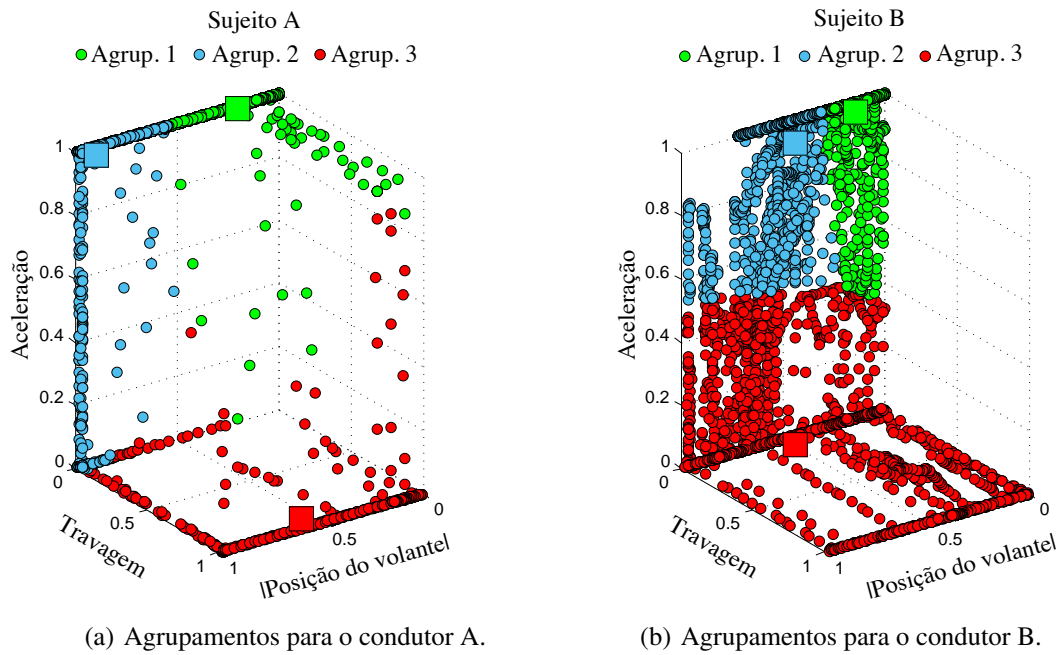 Sujeito A
Agrup. 1 Agrup. 2 Agrup. 3
1
0.8
0.6
0.4
0.2
0
Aceleração
0
0.5
1
Travagem
1
0.5
0
|Posição do volante|
(a) Agrupamentos para o condutor A.
Sujeito B
Agrup. 1 Agrup. 2 Agrup. 3
1
0.8
0.6
0.4
0.2
0
Aceleração
0
0.5
1
Travagem
1
0.5
0
|Posição do volante|
(b) Agrupamentos para o condutor B.